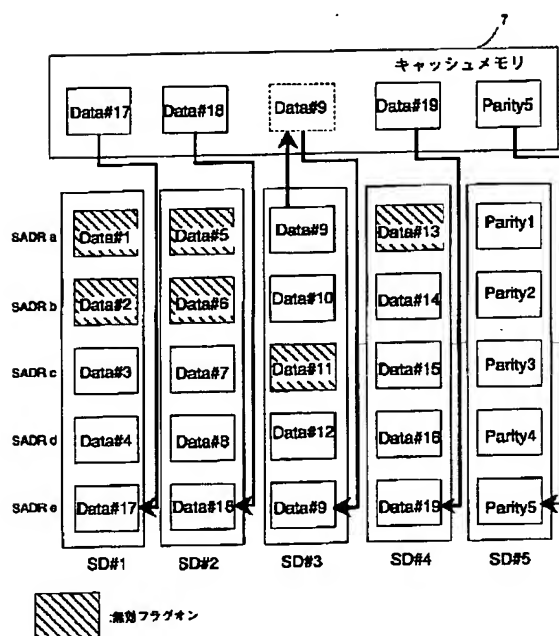 7
キャッシュメモリ
Data#17 Data#18 Data#9 Data#19 Parity5
SADR a Data#1 Data#5 Data#9 Data#13 Parity1
SADR b Data#2 Data#6 Data#10 Data#14 Parity2
SADR c Data#3 Data#7 Data#11 Data#15 Parity3
SADR d Data#4 Data#8 Data#12 Data#16 Parity4
SADR e Data#17 Data#18 Data#9 Data#19 Parity5
SD#1 SD#2 SD#3 SD#4 SD#5
:無効フラグオン